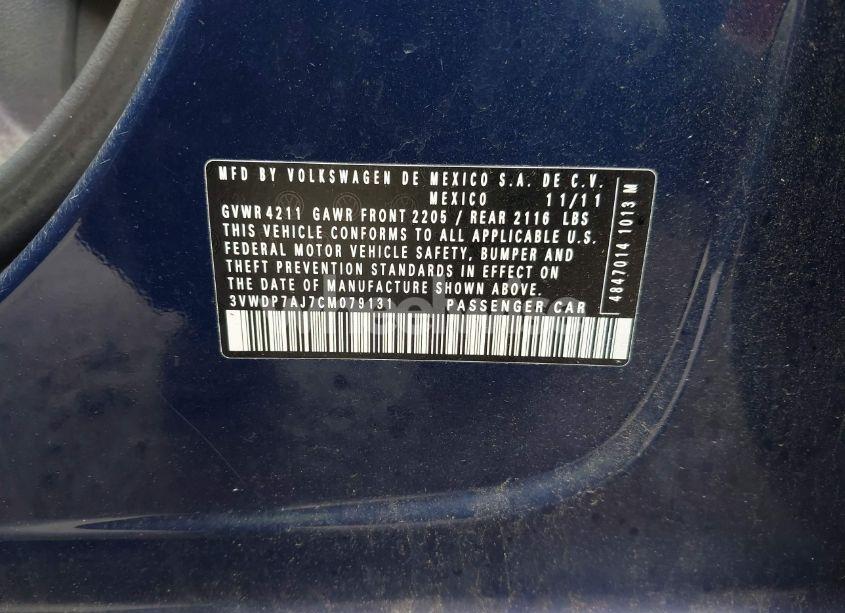 MFD BY VOLKSWAGEN DE MEXICO S.A. DE C.V.
MEXICO 11/11
GVWR 4211 GAWR FRONT 2205 / REAR 2116 LBS
THIS VEHICLE CONFORMS TO ALL APPLICABLE U.S.
FEDERAL MOTOR VEHICLE SAFETY, BUMPER AND
THEFT PREVENTION STANDARDS IN EFFECT ON
THE DATE OF MANUFACTURE SHOWN ABOVE.
3VWDP7AJ7CM079131 PASSENGER CAR
4847014 1013 M